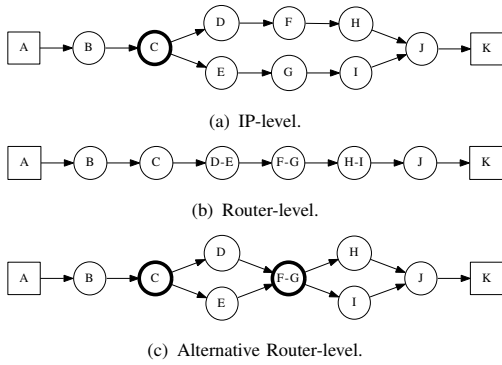 D F H
A B C J K
E G I
(a) IP-level.
A B C D-E F-G H-I J K
(b) Router-level.
D H
A B C F-G J K
E I
(c) Alternative Router-level.